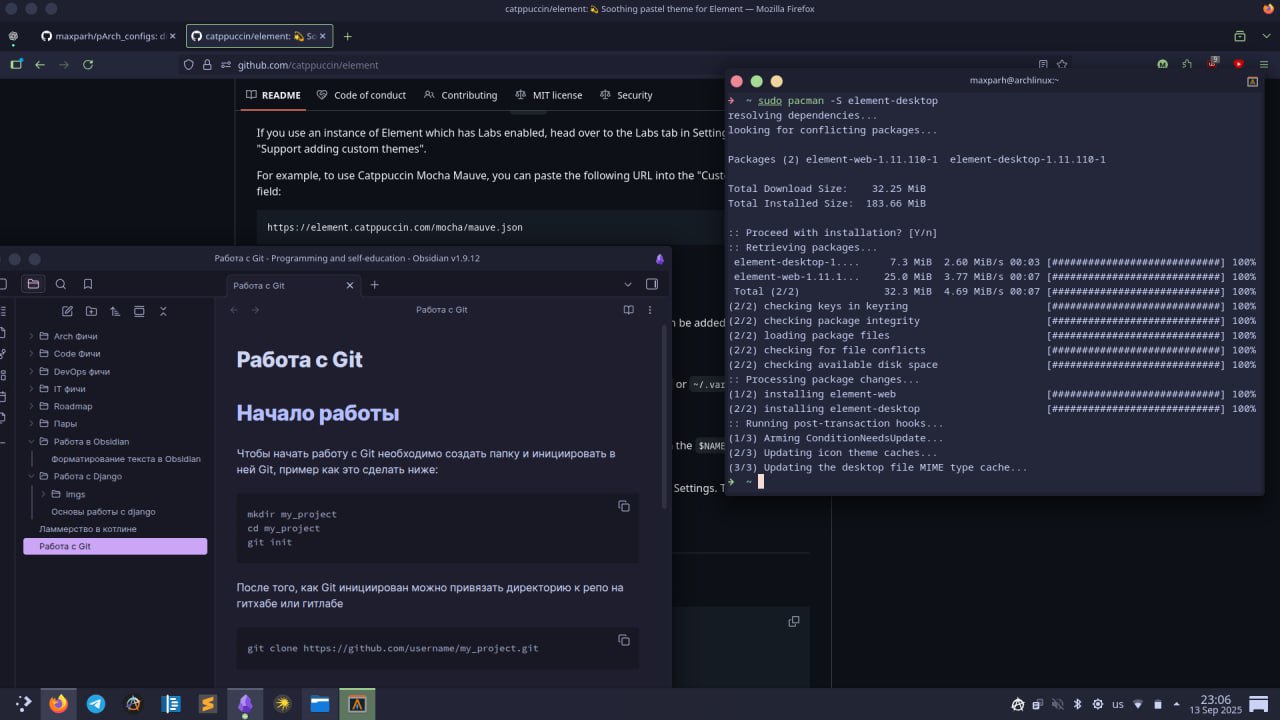 catppuccin/element: 💫 Soothing pastel theme for Element — Mozilla Firefox
maxparh/pArch_configs: d
catppuccin/element: 💫 So
github.com/catppuccin/element
9
README
Code of conduct
Contributing
MIT license
Security
If you use an instance of Element which has Labs enabled, head over to the Labs tab in Settin
"Support adding custom themes".
For example, to use Catppuccin Mocha Mauve, you can paste the following URL into the "Cust
field:
https://element.catppuccin.com/mocha/mauve.json
n be added
or ~/.var
n the $NAME
Settings. T
maxparh@archlinux:~
➜ ~ sudo pacman -S element-desktop
resolving dependencies...
looking for conflicting packages...
Packages (2) element-web-1.11.110-1 element-desktop-1.11.110-1
Total Download Size: 32.25 MiB
Total Installed Size: 183.66 MiB
:: Proceed with installation? [Y/n]
:: Retrieving packages...
element-desktop-1.... 7.3 MiB 2.60 MiB/s 00:03 [############################] 100%
element-web-1.11.1... 25.0 MiB 3.77 MiB/s 00:07 [############################] 100%
Total (2/2) 32.3 MiB 4.69 MiB/s 00:07 [############################] 100%
(2/2) checking keys in keyring [############################] 100%
(2/2) checking package integrity [############################] 100%
(2/2) loading package files [############################] 100%
(2/2) checking for file conflicts [############################] 100%
(2/2) checking available disk space [############################] 100%
:: Processing package changes...
(1/2) installing element-web [############################] 100%
(2/2) installing element-desktop [############################] 100%
:: Running post-transaction hooks...
(1/3) Arming ConditionNeedsUpdate...
(2/3) Updating icon theme caches...
(3/3) Updating the desktop file MIME type cache...
➜ ~
Работа с Git - Programming and self-education - Obsidian v1.9.12
Работа с Git
Работа с Git
Arch Фичи
Code Фичи
DevOps фичи
IT фичи
Roadmap
Пары
Работа в Obsidian
Форматирование текста в Obsidian
Работа с Django
imgs
Основы работы с django
Ламмерство в котлине
Работа с Git
Работа с Git
Начало работы
Чтобы начать работу с Git необходимо создать папку и инициировать в
ней Git, пример как это сделать ниже:
mkdir my_project
cd my_project
git init
После того, как Git инициирован можно привязать директорию к репо на
гитхабе или гитлабе
git clone https://github.com/username/my_project.git
us
23:06
13 Sep 2025